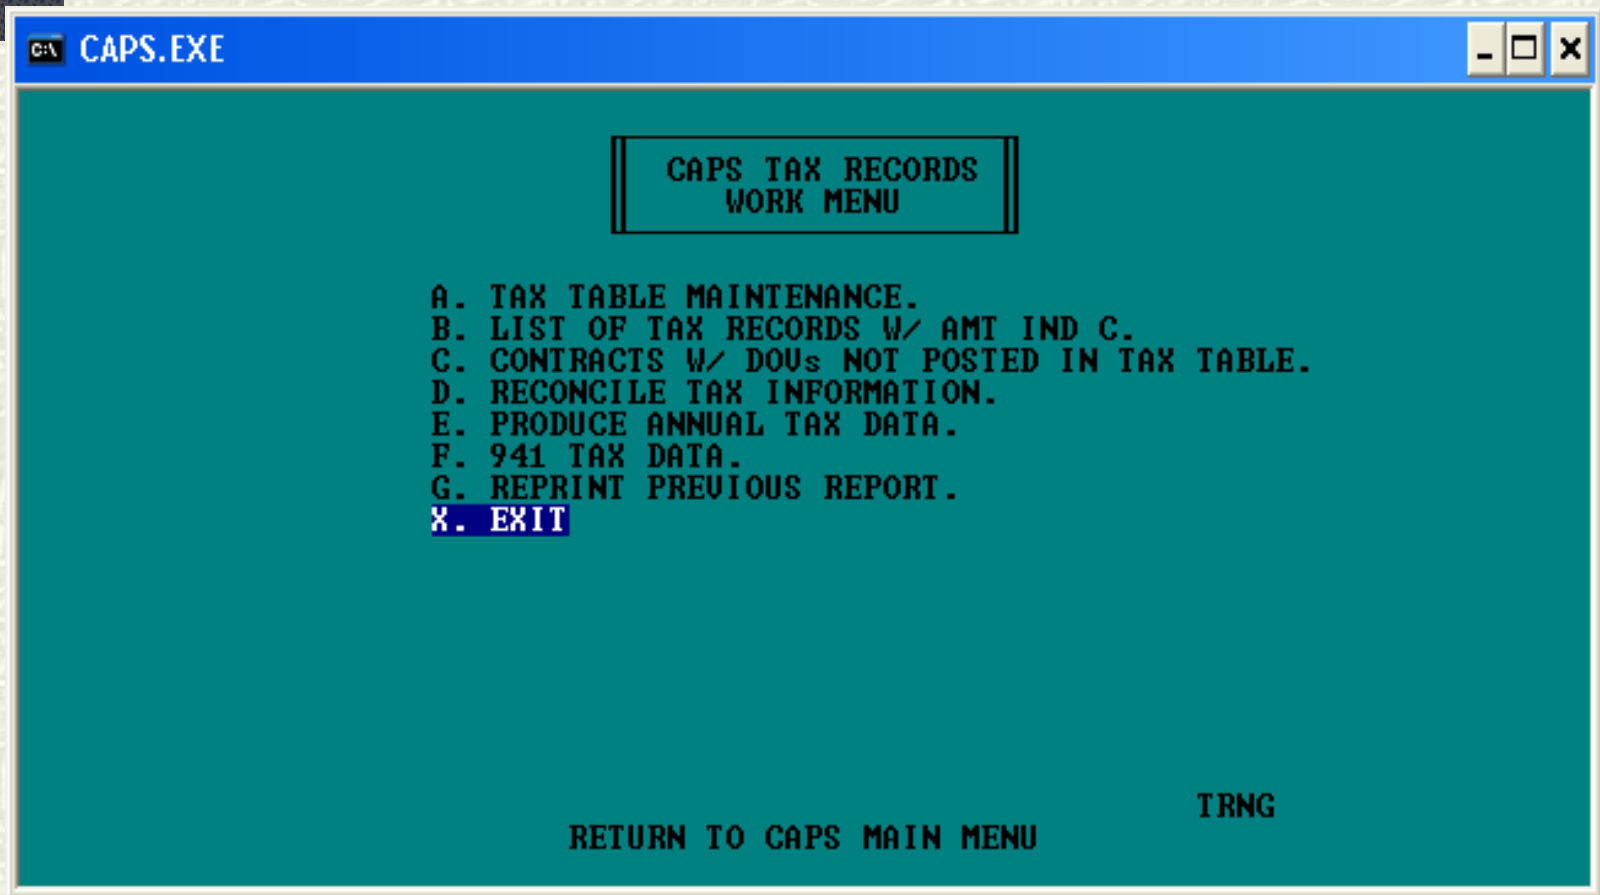 C:\ CAPS.EXE
CAPS TAX RECORDS
WORK MENU
A. TAX TABLE MAINTENANCE.
B. LIST OF TAX RECORDS W/ AMT IND C.
C. CONTRACTS W/ DOVs NOT POSTED IN TAX TABLE.
D. RECONCILE TAX INFORMATION.
E. PRODUCE ANNUAL TAX DATA.
F. 941 TAX DATA.
G. REPRINT PREVIOUS REPORT.
X. EXIT
TRNG
RETURN TO CAPS MAIN MENU